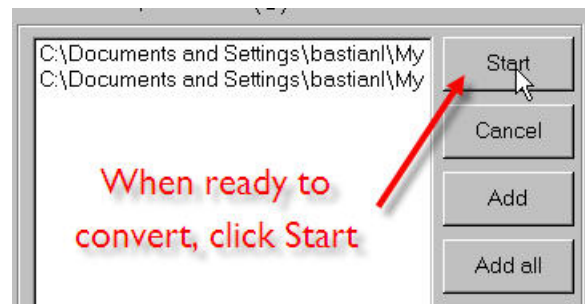 C:\Documents and Settings\bastianl\My
C:\Documents and Settings\bastianl\My
Start
Cancel
Add
Add all
When ready to
convert, click Start